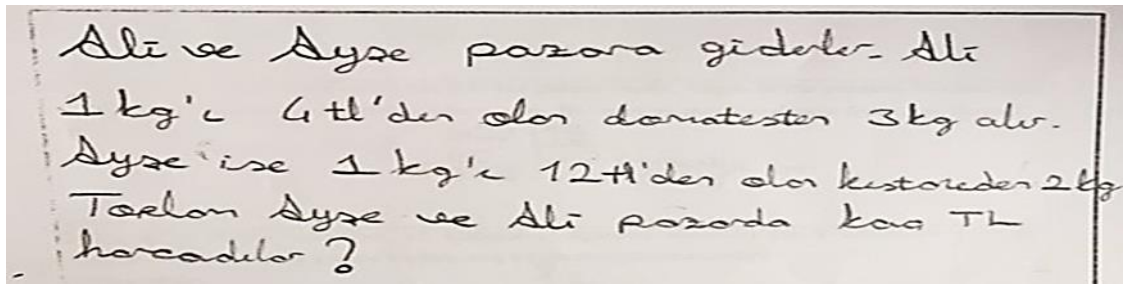 Ali ve Ayşe pazara giderler. Ali
1 kg'ı 4 tl'den olan domatesten 3 kg alır.
Ayşe ise 1 kg'ı 12 tl'den olan kestaneden 2 kg
Toplam Ayşe ve Ali pazarda kaç TL
harcadılar?